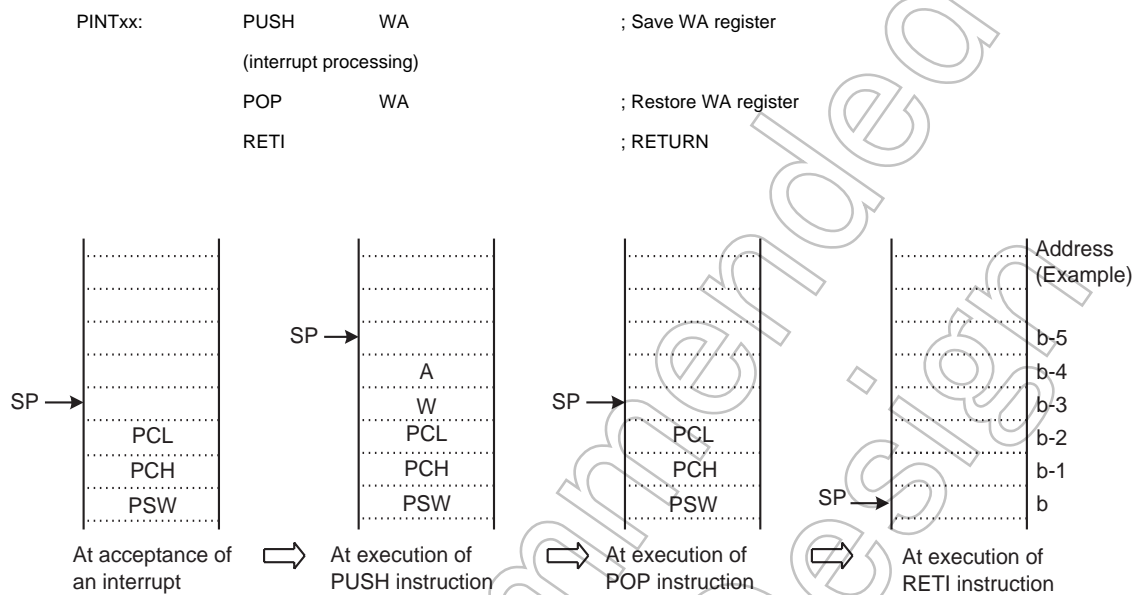 PINTxx: PUSH WA ; Save WA register
(interrupt processing)
POP WA ; Restore WA register
RETI ; RETURN
Address
(Example)
SP b-5
A b-4
SP W SP b-3
PCL PCL PCL b-2
PCH PCH PCH b-1
PSW PSW PSW SP b
At acceptance of At execution of At execution of At execution of
an interrupt PUSH instruction POP instruction RETI instruction